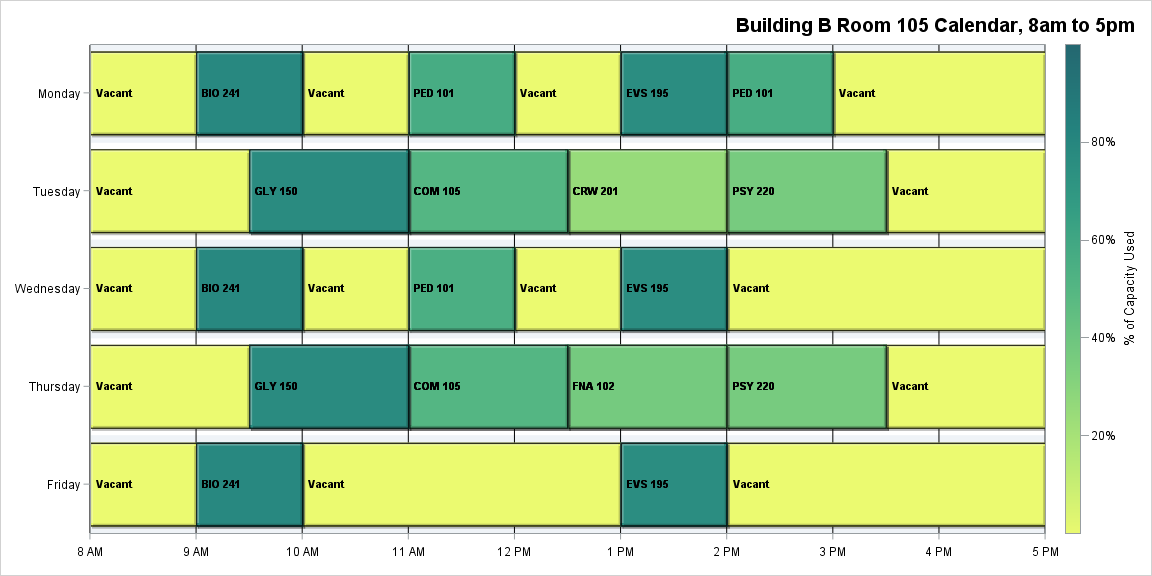 Building B Room 105 Calendar, 8am to 5pm
Monday
Vacant
BIO 241
Vacant
PED 101
Vacant
EVS 195
PED 101
Vacant
Tuesday
Vacant
GLY 150
COM 105
CRW 201
PSY 220
Vacant
Wednesday
Vacant
BIO 241
Vacant
PED 101
Vacant
EVS 195
Vacant
Thursday
Vacant
GLY 150
COM 105
FNA 102
PSY 220
Vacant
Friday
Vacant
BIO 241
Vacant
EVS 195
Vacant
8 AM
9 AM
10 AM
11 AM
12 PM
1 PM
2 PM
3 PM
4 PM
5 PM
80%
60%
40%
20%
% of Capacity Used